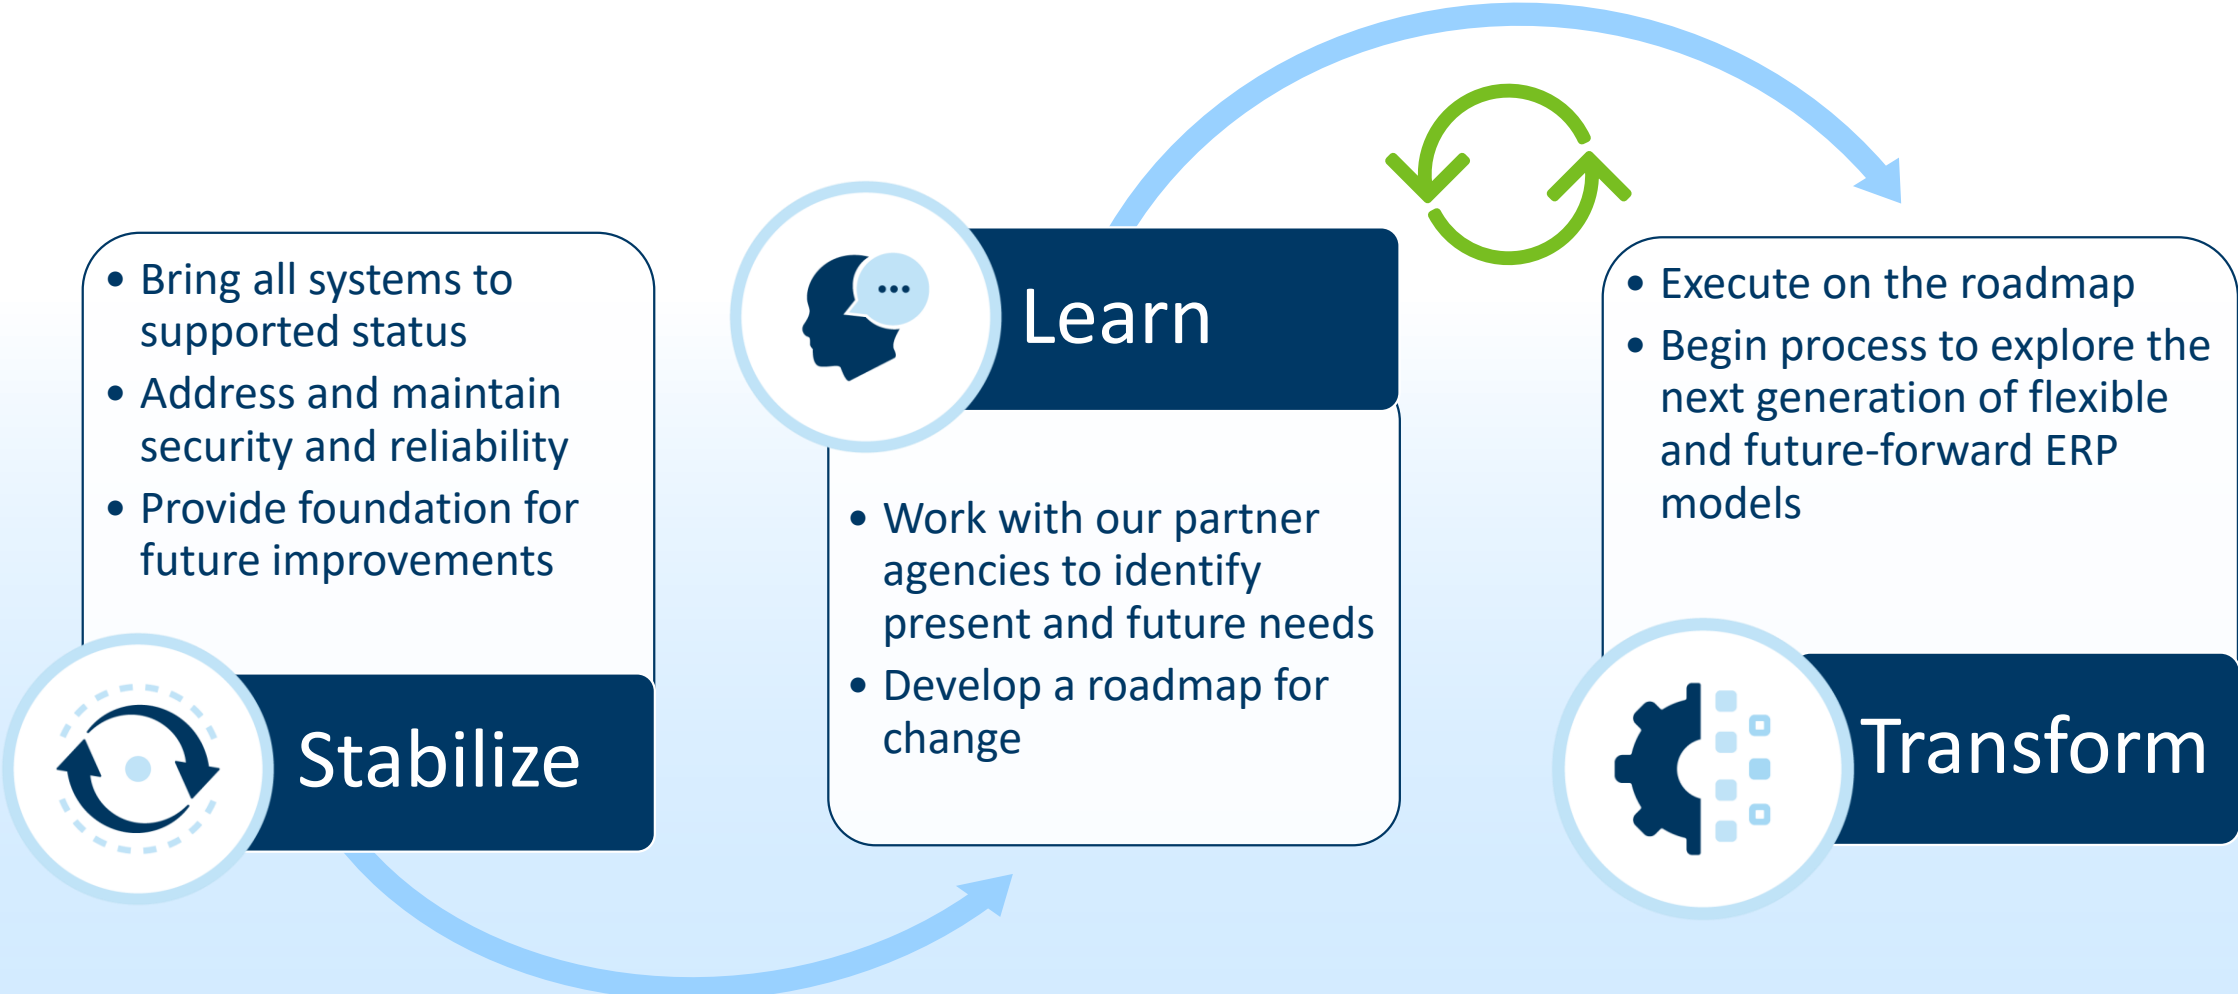 • Bring all systems to
supported status
• Address and maintain
security and reliability
• Provide foundation for
future improvements
Stabilize
Learn
• Work with our partner
agencies to identify
present and future needs
• Develop a roadmap for
change
• Execute on the roadmap
• Begin process to explore the
next generation of flexible
and future-forward ERP
models
Transform